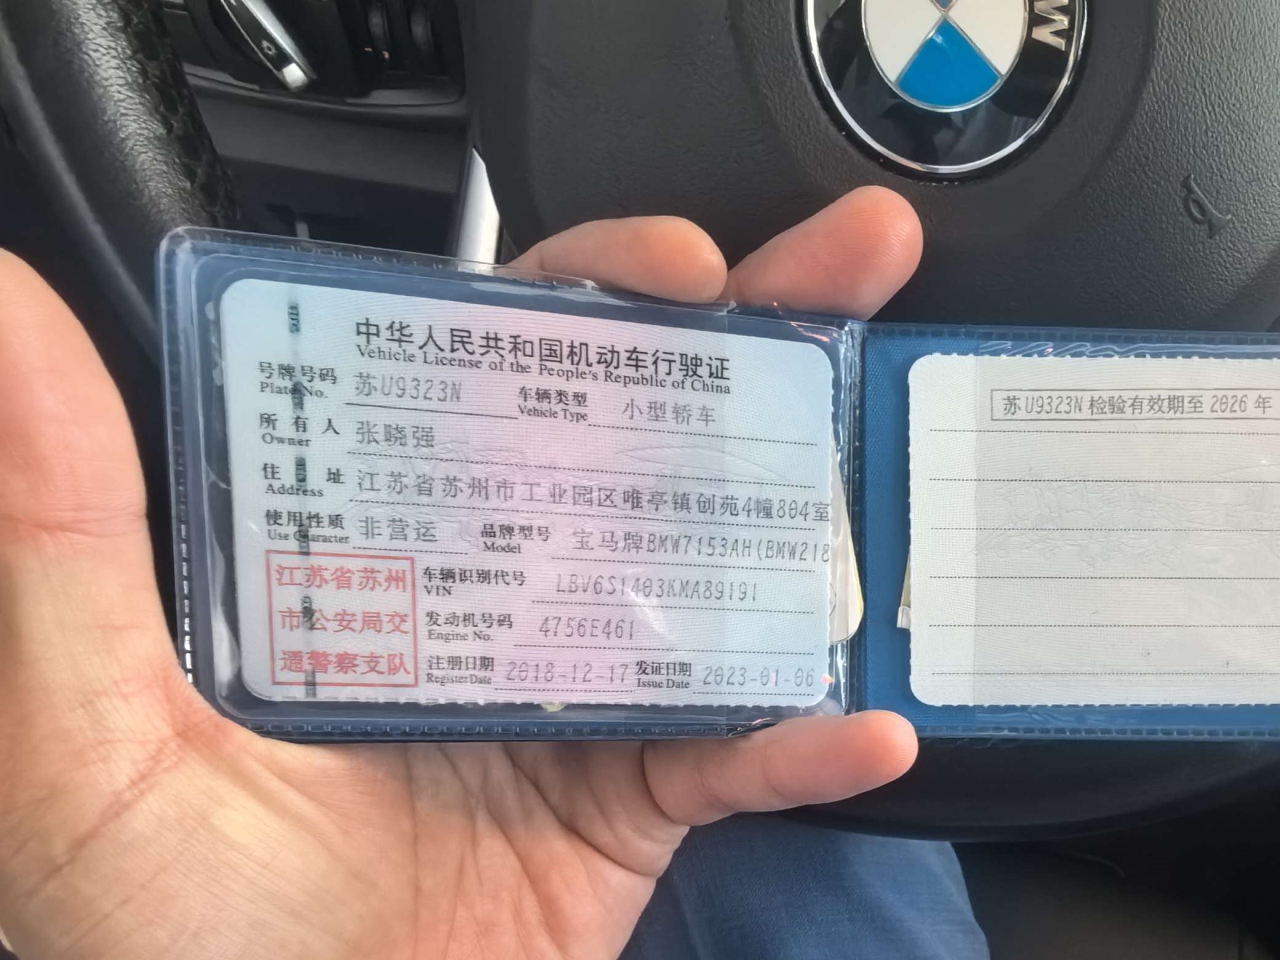 中华人民共和国机动车行驶证
Vehicle License of the People's Republic of China
号牌号码 苏U9323N 车辆类型 小型轿车
Plate No. Vehicle Type
所有人 张晓强
Owner
住址 江苏省苏州市工业园区唯亭镇创苑4幢804室
Address
使用性质 非营运 品牌型号 宝马牌BMW7153AH(BMW218
Use Character Model
江苏省苏州
市公安局交
通警察支队
车辆识别代号 LBV6S1403KMA89191
VIN
发动机号码 4756E461
Engine No.
注册日期 2018-12-17 发证日期 2023-01-06
Register Date Issue Date
苏U9323N检验有效期至2026年